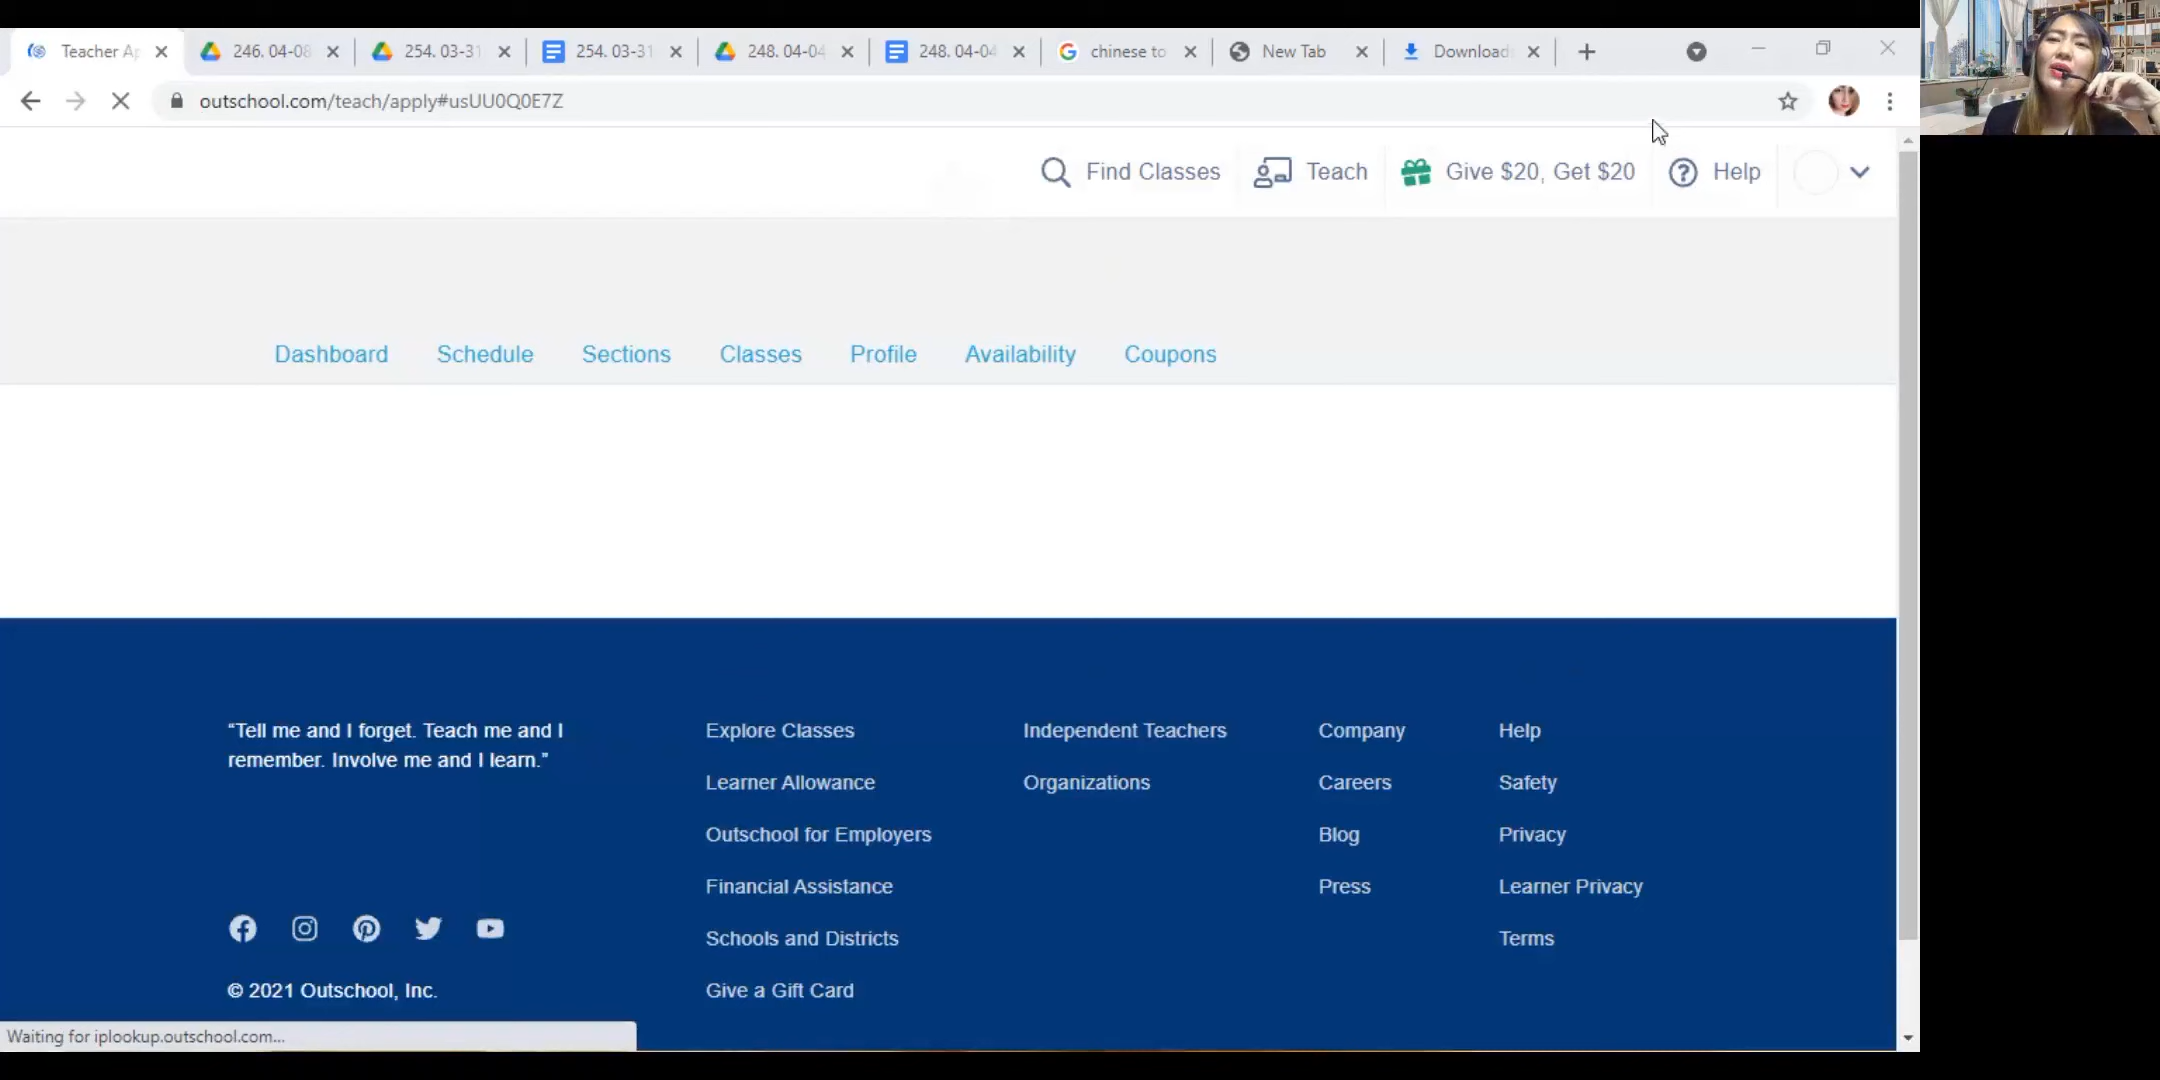 Teacher Ap
246. 04-08
254. 03-31
254. 03-31
248. 04-04
248. 04-04
chinese to
New Tab
Download
outschool.com/teach/apply#usUU0Q0E7Z
Find Classes
Teach
Give $20, Get $20
Help
Dashboard
Schedule
Sections
Classes
Profile
Availability
Coupons
“Tell me and I forget. Teach me and I
remember. Involve me and I learn.”
© 2021 Outschool, Inc.
Explore Classes
Learner Allowance
Outschool for Employers
Financial Assistance
Schools and Districts
Give a Gift Card
Independent Teachers
Organizations
Company
Careers
Blog
Press
Help
Safety
Privacy
Learner Privacy
Terms
Waiting for iplookup.outschool.com...